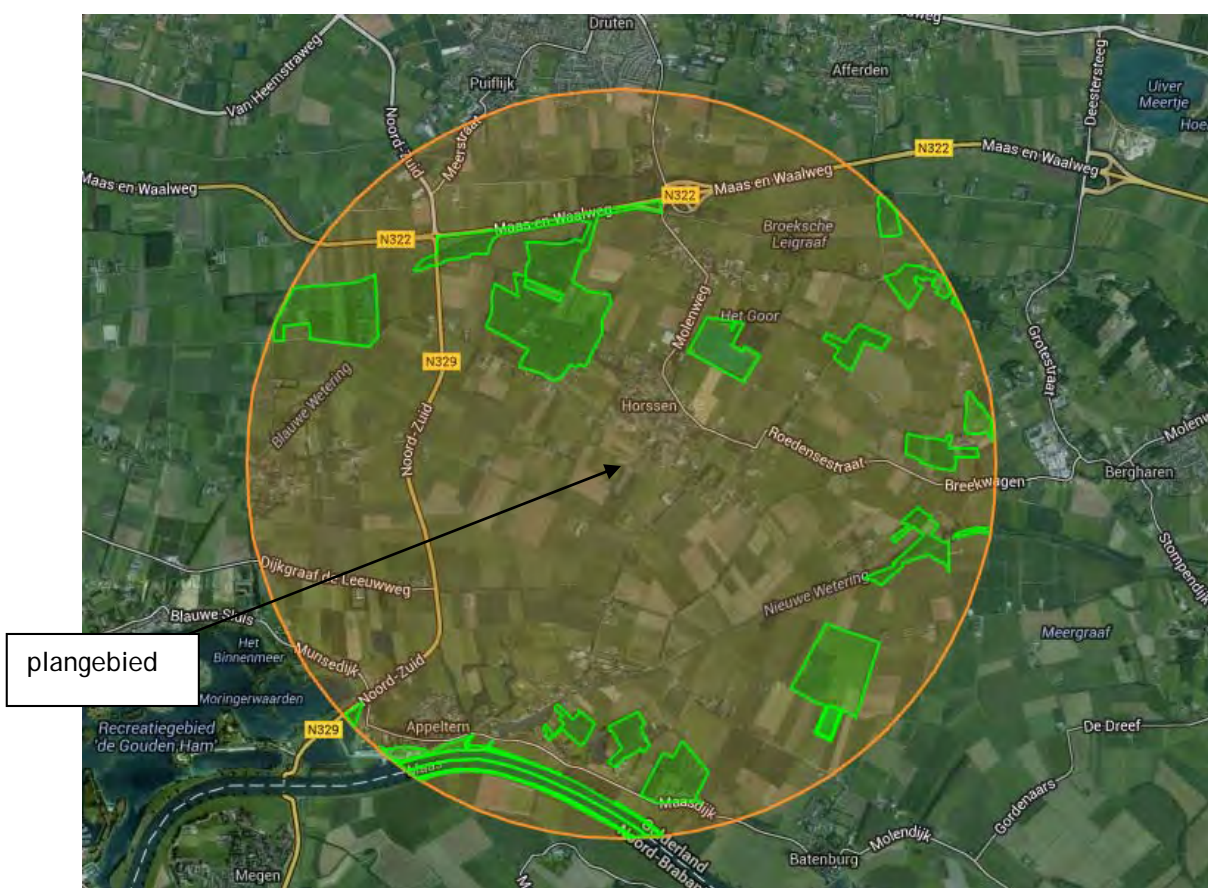 Druten
Puiflijk
Afferden
Van Heemstraweg
Noord-Zuid
Meerstraat
Deestersteeg
Uiver
Meertje
Maas en Waalweg
N322
Maas en Waalweg
N322
Maas en Waalweg
N322
Maas en Waalweg
Broeksche
Leigraaf
Molenweg
Het Goor
N329
Blauwe Wetering
Grotestraat
Horssen
Noord-Zuid
Roedensestraat
Breekwagen
Bergharen
Stompendijk
Dijkgraaf de Leeuwweg
Nieuwe Wetering
Blauwe Sluis
Het
Binnenmeer
Munsedijk
Meergraaf
plangebied
Moringerwaarden
Noord-Zuid
Recreatiegebied
'de Gouden Ham'
N329
Appeltern
De Dreef
Maas
Maasdijk
Gordenaars
Gelderland
Molendijk
Batenburg
Megen